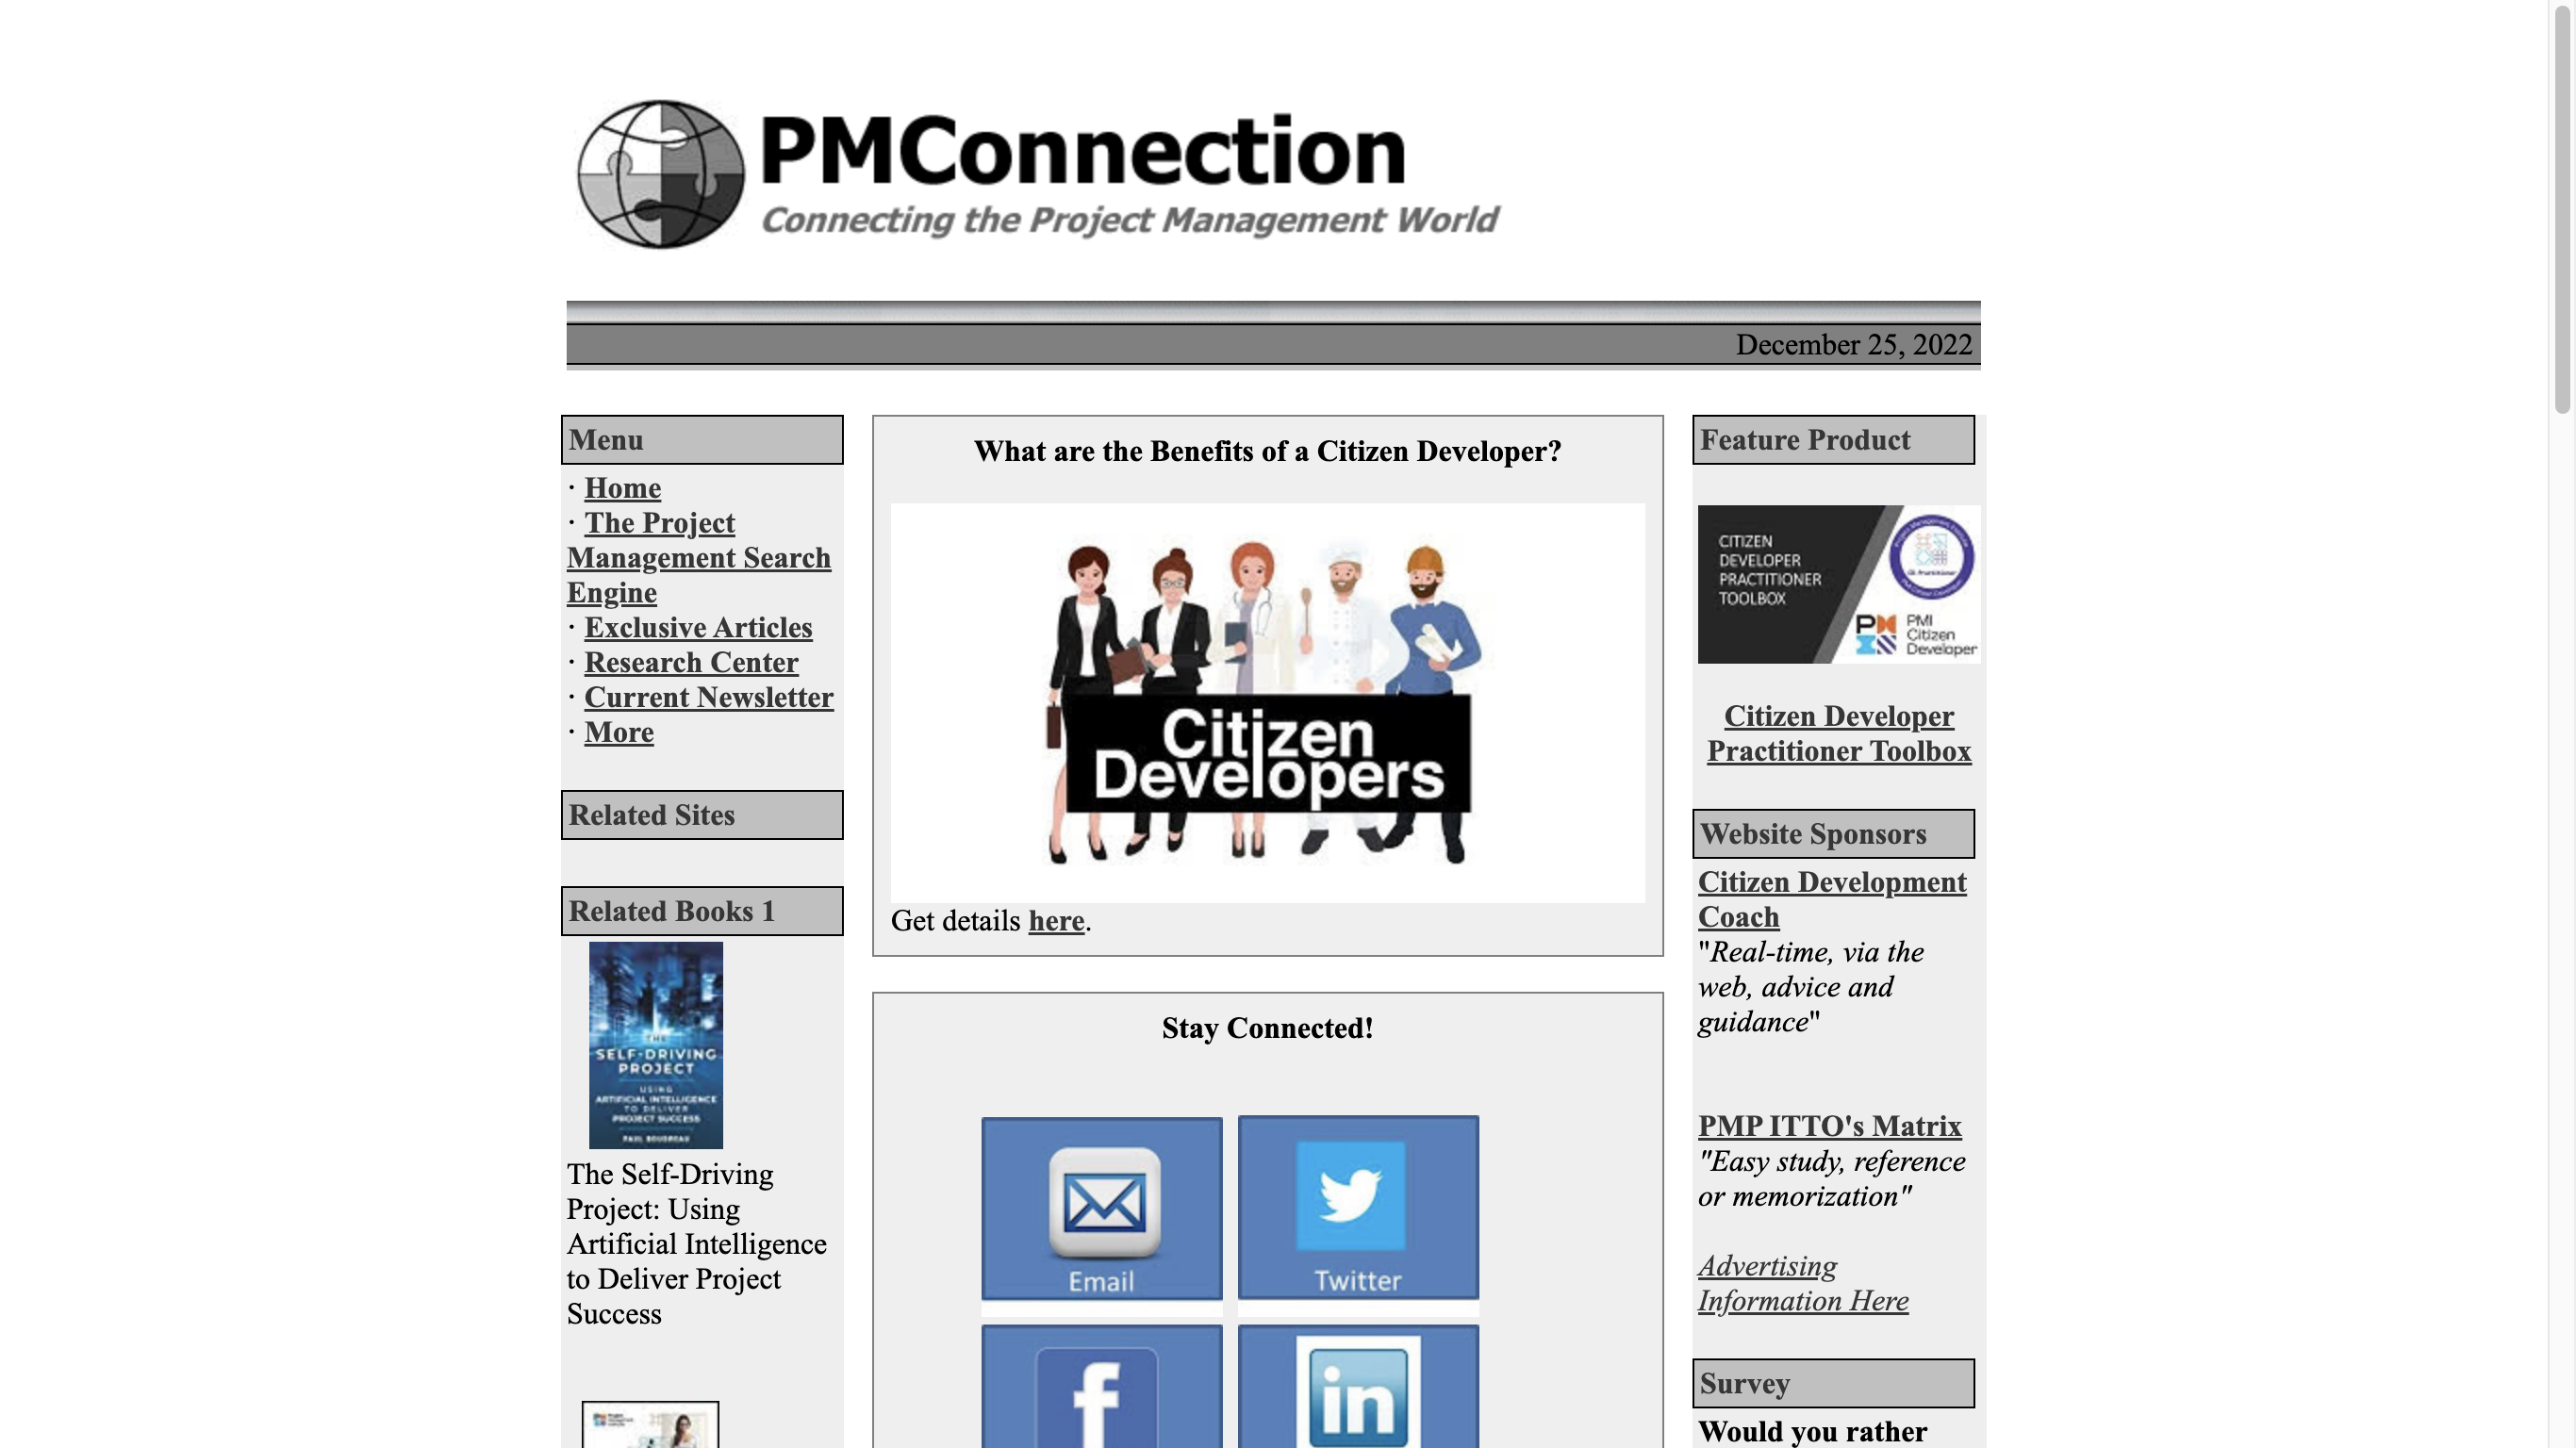 PMConnection
Connecting the Project Management World
December 25, 2022
Menu
· Home
· The Project
Management Search
Engine
· Exclusive Articles
· Research Center
· Current Newsletter
· More
Related Sites
Related Books 1
THE
SELF-DRIVING
PROJECT
USING
ARTIFICIAL INTELLIGENCE
TO DELIVER
PROJECT SUCCESS
PAUL BOUDREAU
The Self-Driving
Project: Using
Artificial Intelligence
to Deliver Project
Success
What are the Benefits of a Citizen Developer?
Citizen
Developers
Get details here.
Stay Connected!
Email
Twitter
f
in
Feature Product
CITIZEN
DEVELOPER
PRACTITIONER
TOOLBOX
PMI
Citizen
Developer
Citizen Developer
Practitioner Toolbox
Website Sponsors
Citizen Development
Coach
"Real-time, via the
web, advice and
guidance"
PMP ITTO's Matrix
"Easy study, reference
or memorization"
Advertising
Information Here
Survey
Would you rather